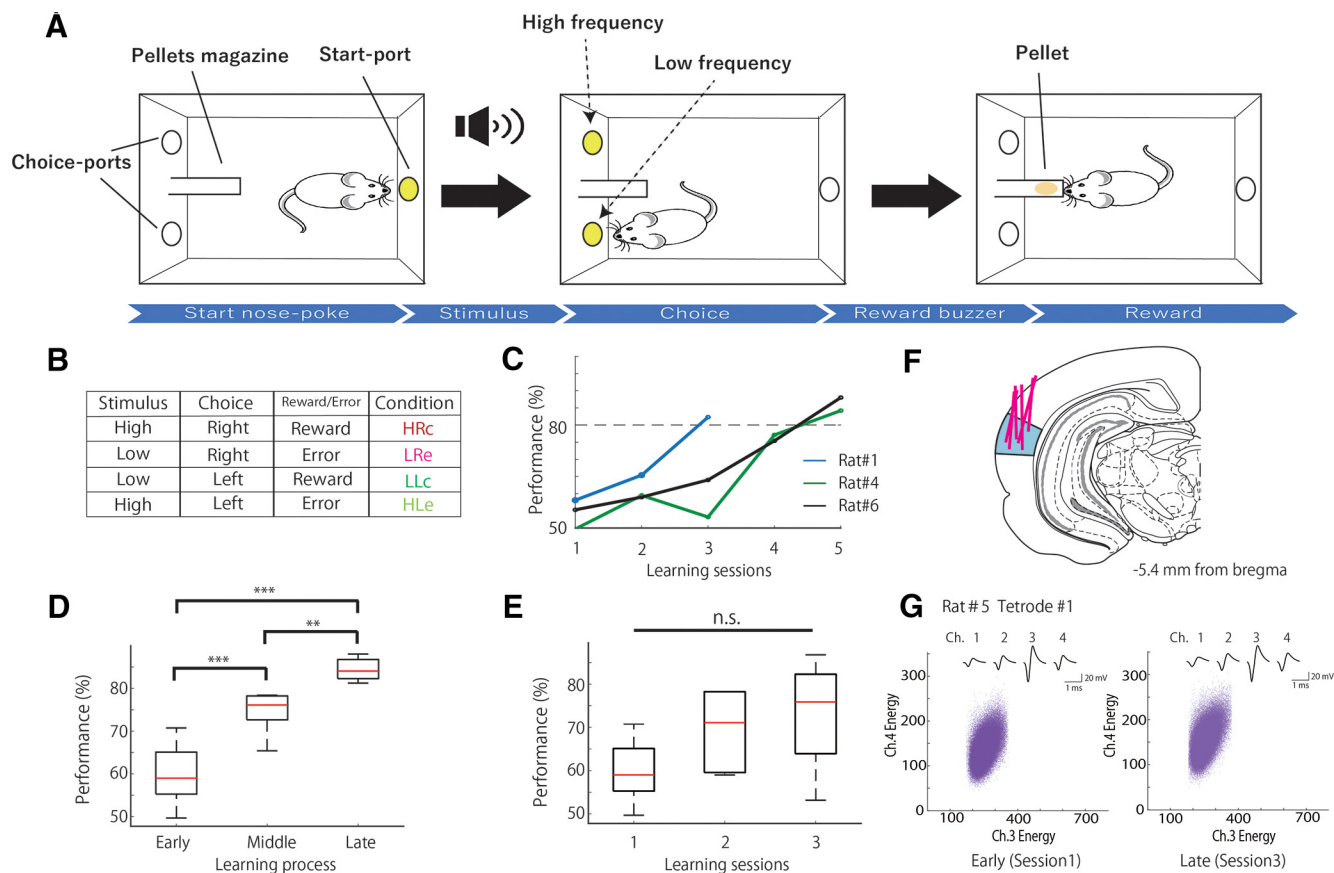 A
High frequency
Pellets magazine
Start-port
Low frequency
Pellet
Choice-ports
Start nose-poke
Stimulus
Choice
Reward buzzer
Reward
B
Stimulus Choice Reward/Error Condition
High Right Reward HRc
Low Right Error LRe
Low Left Reward LLc
High Left Error HLe
C
Performance (%)
80
50
1 2 3 4 5
Learning sessions
Rat#1
Rat#4
Rat#6
F
-5.4 mm from bregma
D
***
**
***
Performance (%)
80
70
60
50
Early Middle Late
Learning process
E
n.s.
Performance (%)
80
70
60
50
1 2 3
Learning sessions
G
Rat # 5 Tetrode #1
Ch. 1 2 3 4
20 mV
1 ms
Ch.4 Energy
300
200
100
0
100 400 700
Ch.3 Energy
Early (Session1)
Ch. 1 2 3 4
20 mV
1 ms
Ch.4 Energy
300
200
100
0
100 400 700
Ch.3 Energy
Late (Session3)